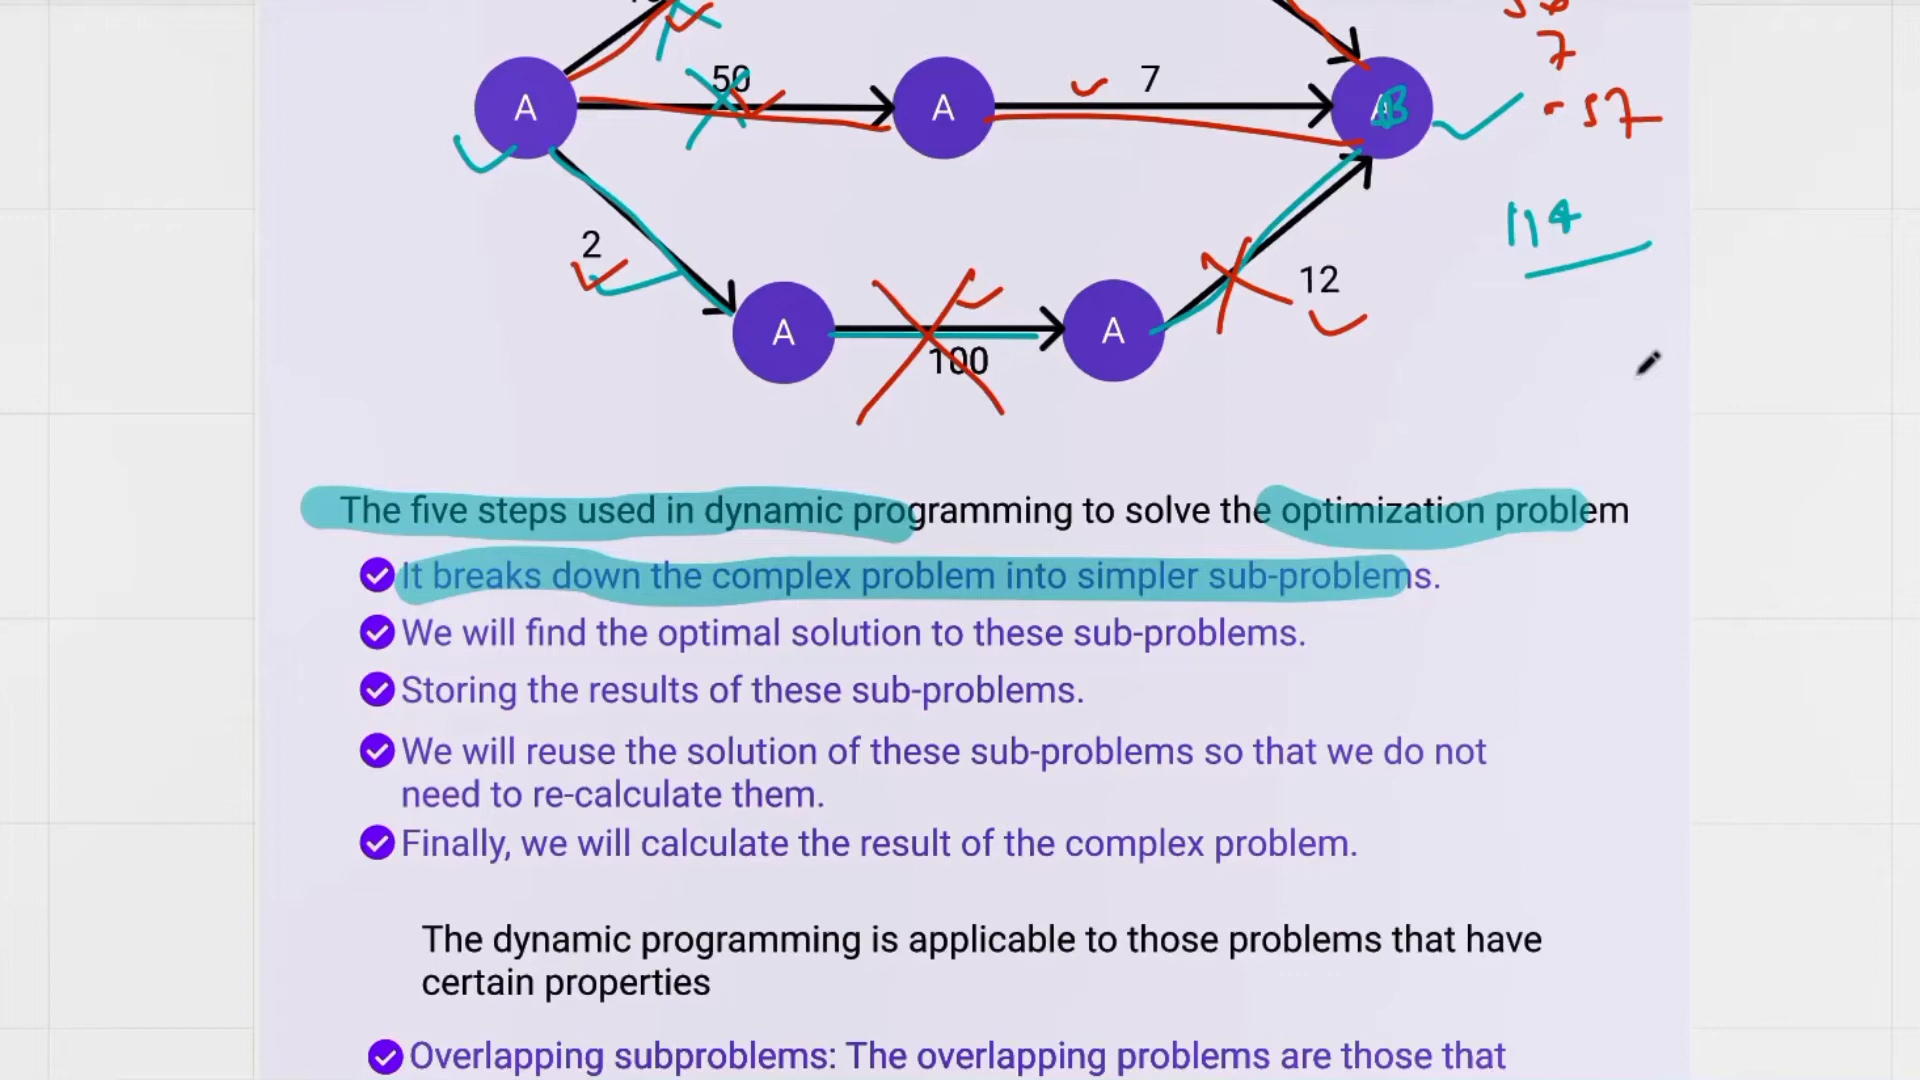 50
7
7
A
A
B
- 57
114
2
12
A
A
100
The five steps used in dynamic programming to solve the optimization problem
It breaks down the complex problem into simpler sub-problems.
We will find the optimal solution to these sub-problems.
Storing the results of these sub-problems.
We will reuse the solution of these sub-problems so that we do not
need to re-calculate them.
Finally, we will calculate the result of the complex problem.
The dynamic programming is applicable to those problems that have
certain properties
Overlapping subproblems: The overlapping problems are those that